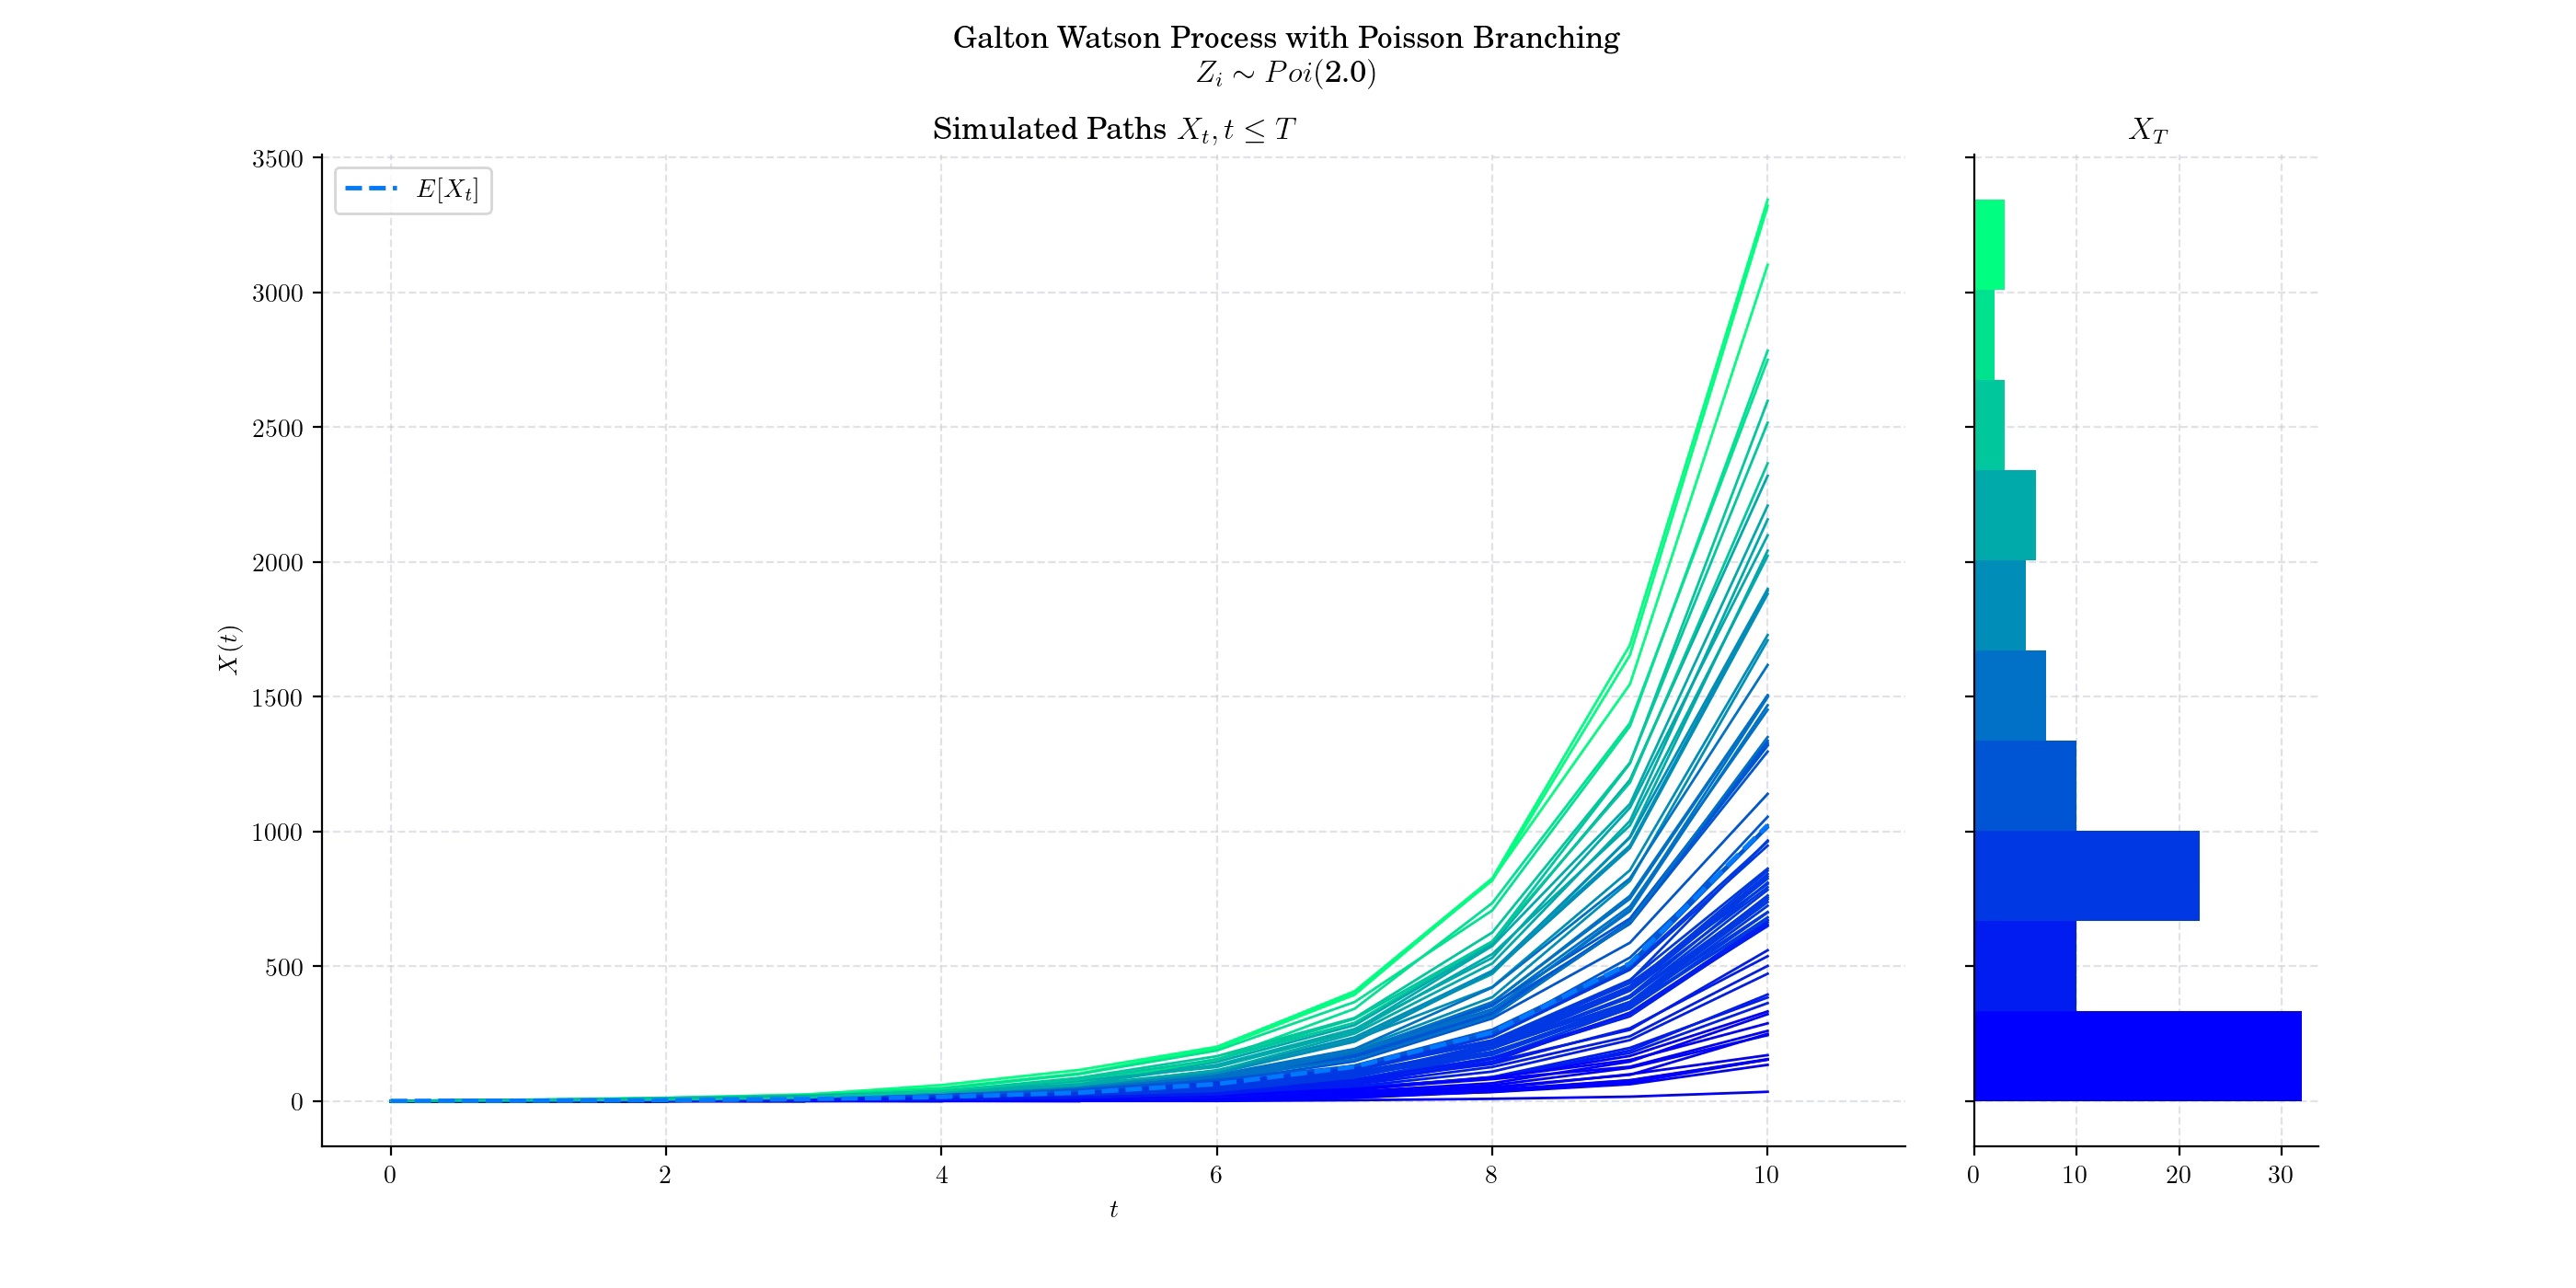 Galton Watson Process with Poisson Branching
Z_i ∼ Poi(2.0)
Simulated Paths X_t, t ≤ T
X_T
E[X_t]
3500
3000
2500
2000
1500
1000
500
0
X(t)
0 2 4 6 8 10
t
0 10 20 30